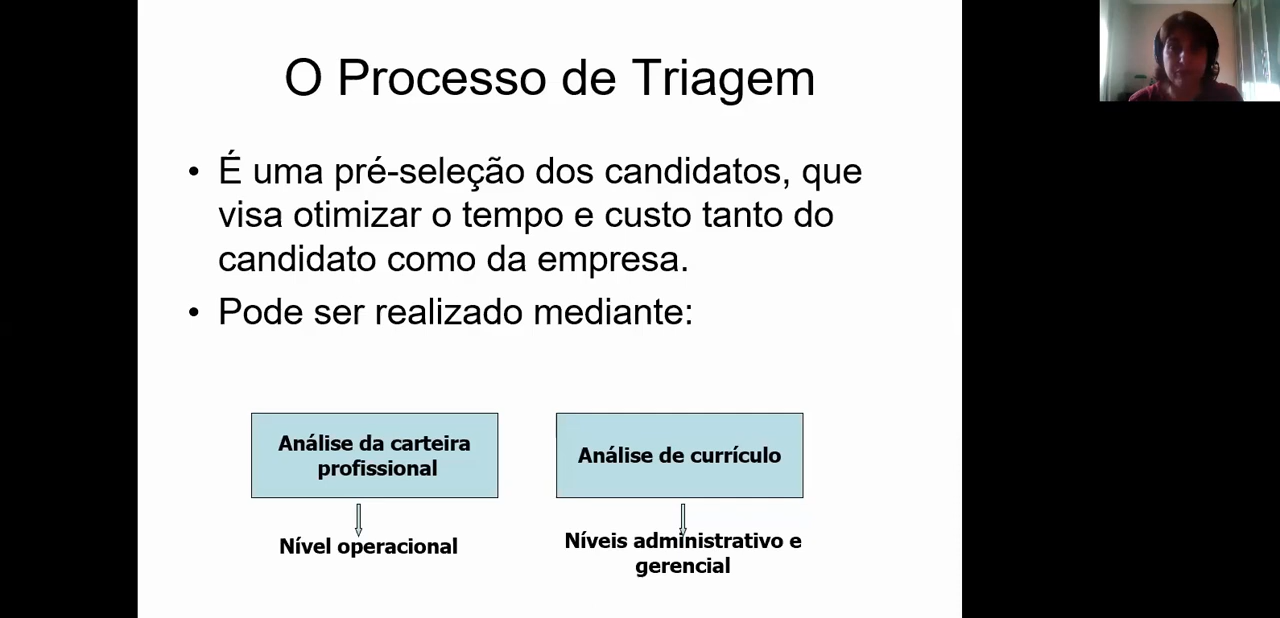 O Processo de Triagem
• É uma pré-seleção dos candidatos, que
visa otimizar o tempo e custo tanto do
candidato como da empresa.
• Pode ser realizado mediante:
Análise da carteira
profissional
Análise de currículo
Nível operacional
Níveis administrativo e
gerencial